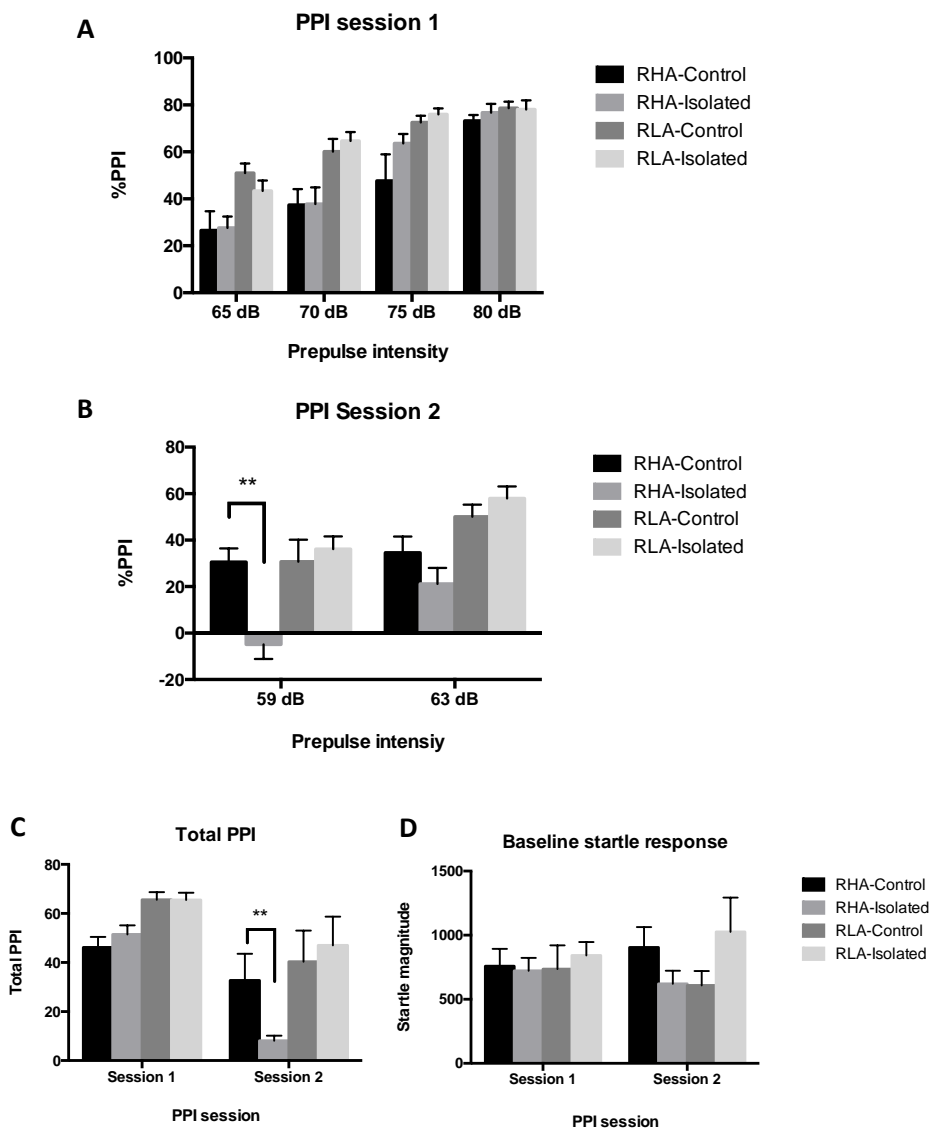 A
PPI session 1
100
80
60
40
20
0
%PPI
65 dB 70 dB 75 dB 80 dB
Prepulse intensity
RHA-Control
RHA-Isolated
RLA-Control
RLA-Isolated
B
PPI Session 2
80
60
40
20
0
-20
%PPI
**
59 dB 63 dB
Prepulse intensiy
RHA-Control
RHA-Isolated
RLA-Control
RLA-Isolated
C
Total PPI
80
60
40
20
0
Total PPI
**
Session 1 Session 2
PPI session
D
Baseline startle response
1500
1000
500
0
Startle magnitude
Session 1 Session 2
PPI session
RHA-Control
RHA-Isolated
RLA-Control
RLA-Isolated